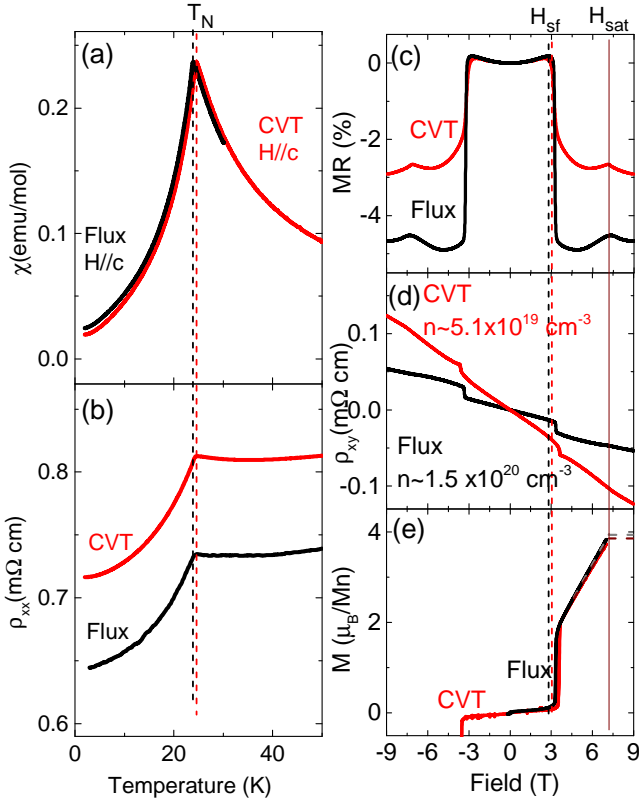 T_N
H_sf
H_sat
(a)
0.2
0.1
0.0
χ(emu/mol)
CVT
H//c
Flux
H//c
(b)
0.8
0.7
0.6
ρ_xx(mΩ cm)
CVT
Flux
0
20
40
Temperature (K)
(c)
0
-2
-4
MR (%)
CVT
Flux
(d)
CVT
n~5.1x10^19 cm^-3
0.1
0.0
-0.1
ρ_xy(mΩ cm)
Flux
n~1.5 x10^20 cm^-3
(e)
4
2
0
M (μ_B/Mn)
Flux
CVT
-9
-6
-3
0
3
6
9
Field (T)